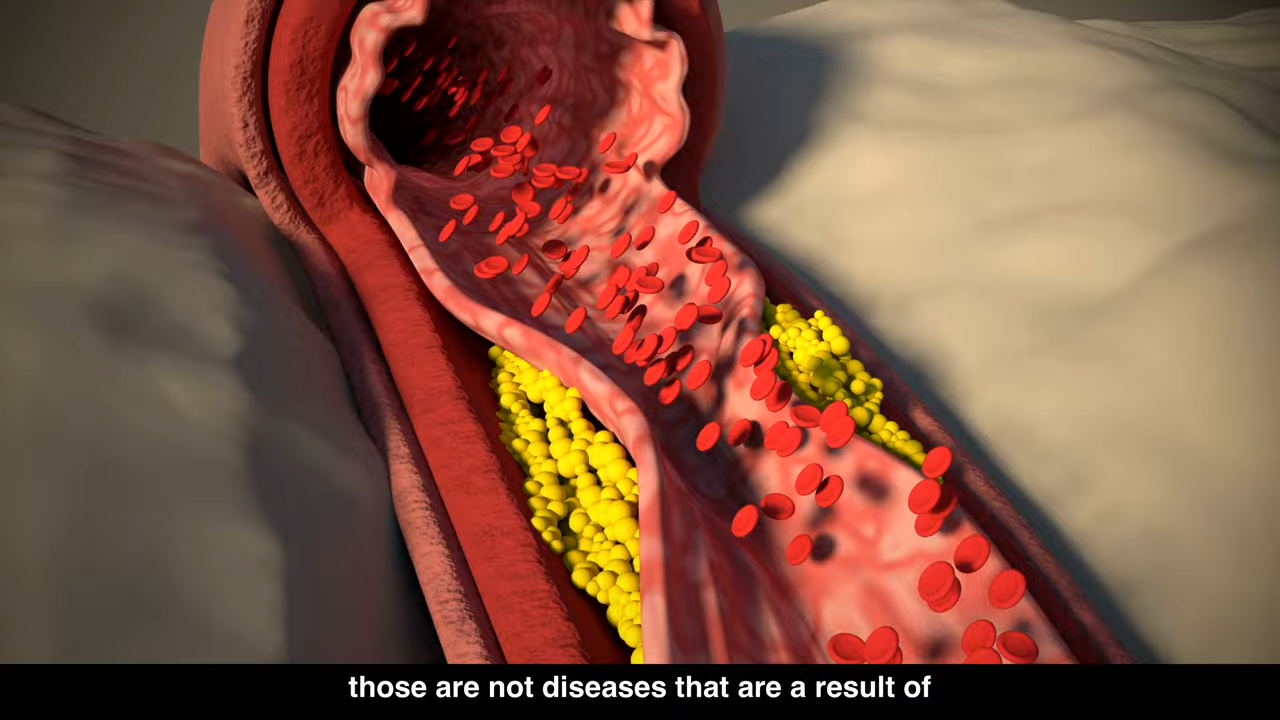 those are not diseases that are a result of